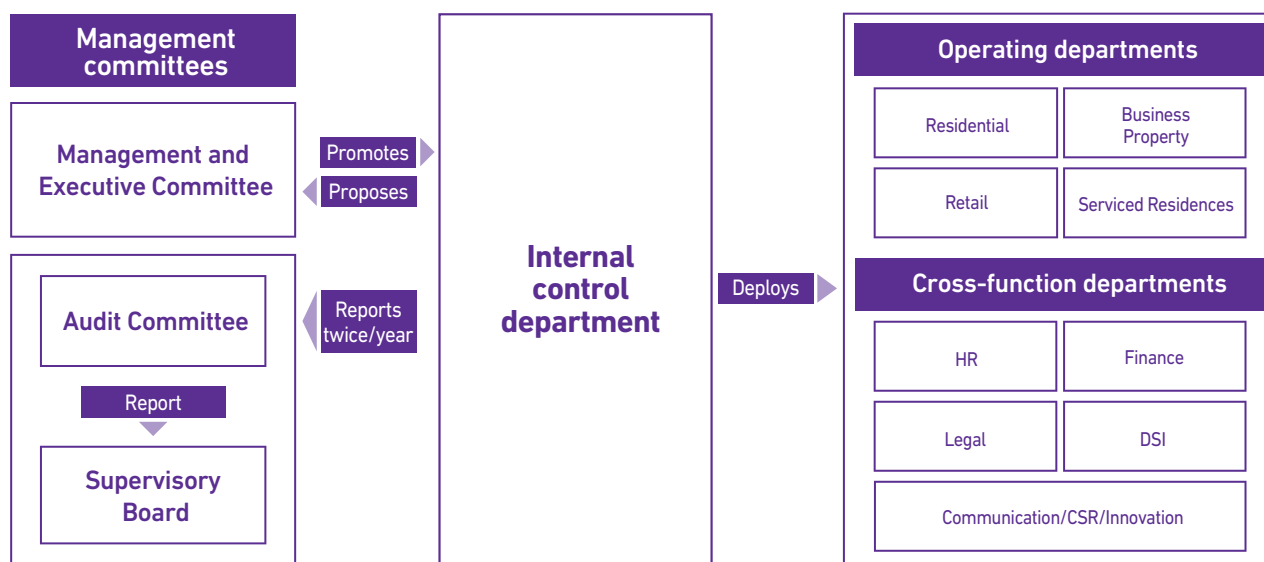 Management
committees
Management and
Executive Committee
Promotes
Proposes
Audit Committee
Reports
twice/year
Report
Supervisory
Board
Internal
control
department
Deploys
Operating departments
Residential
Business
Property
Retail
Serviced Residences
Cross-function departments
HR
Finance
Legal
DSI
Communication/CSR/Innovation